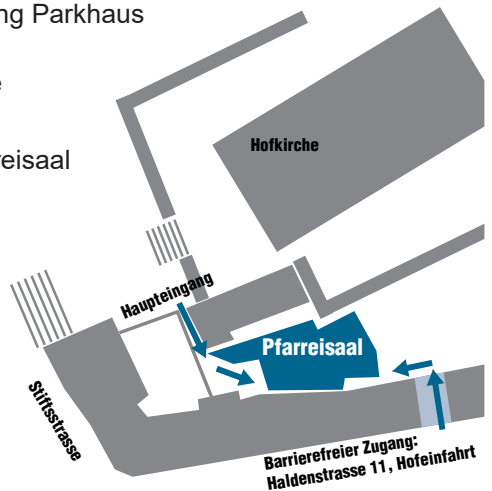 ng Parkhaus
e
reisaal
Hofkirche
Haupteingang
Pfarreisaal
Stiftsstrasse
Barrierefreier Zugang:
Haldenstrasse 11, Hofeinfahrt